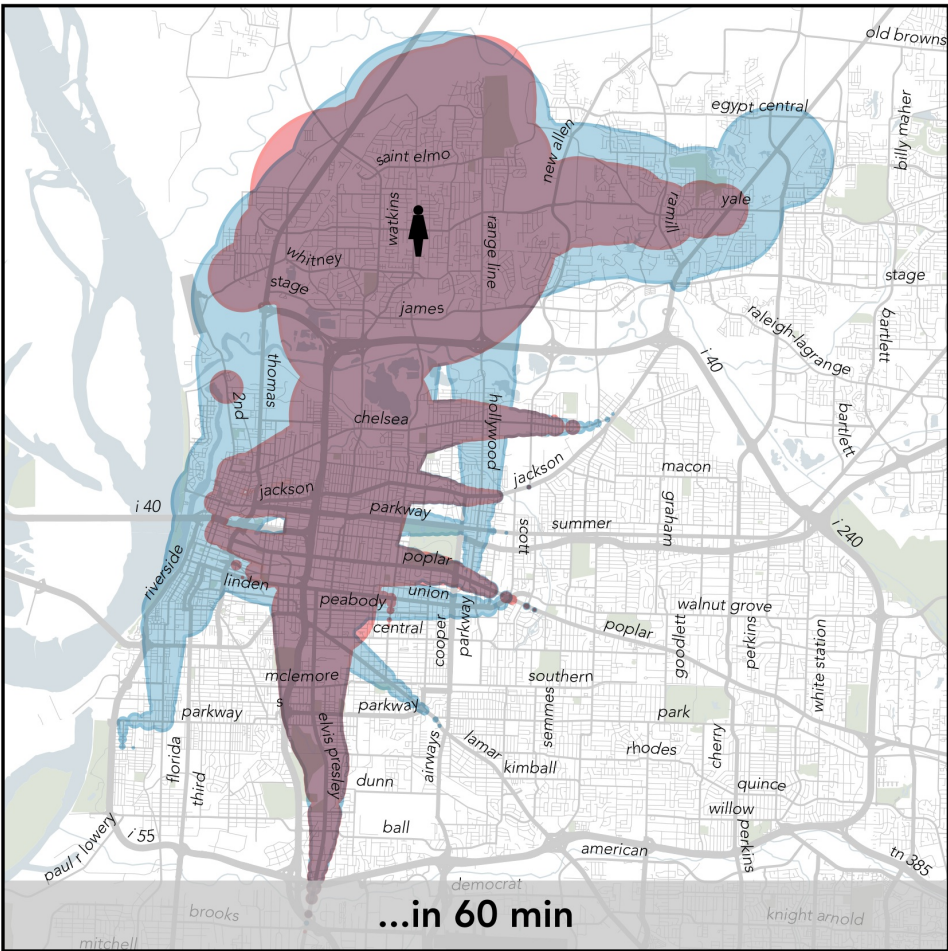 old browns
egypt central
billy maher
new allen
saint elmo
yale
ramill
watkins
range line
whitney
stage
stage
james
raleigh-lagrange
bartlett
i 40
thomas
2nd
chelsea
hollywood
bartlett
jackson
macon
jackson
graham
i 40
parkway
scott
summer
i 240
poplar
riverside
linden
union
peabody
walnut grove
central
cooper
parkway
poplar
goodlett
perkins
white station
mclemore
southern
s
parkway
parkway
semmes
park
elvis presley
florida
third
airways
lamar
rhodes
cherry
kimball
dunn
quince
willow
ball
perkins
paul r lowery
i 55
american
tn 385
democrat
brooks
...in 60 min
knight arnold
mitchell